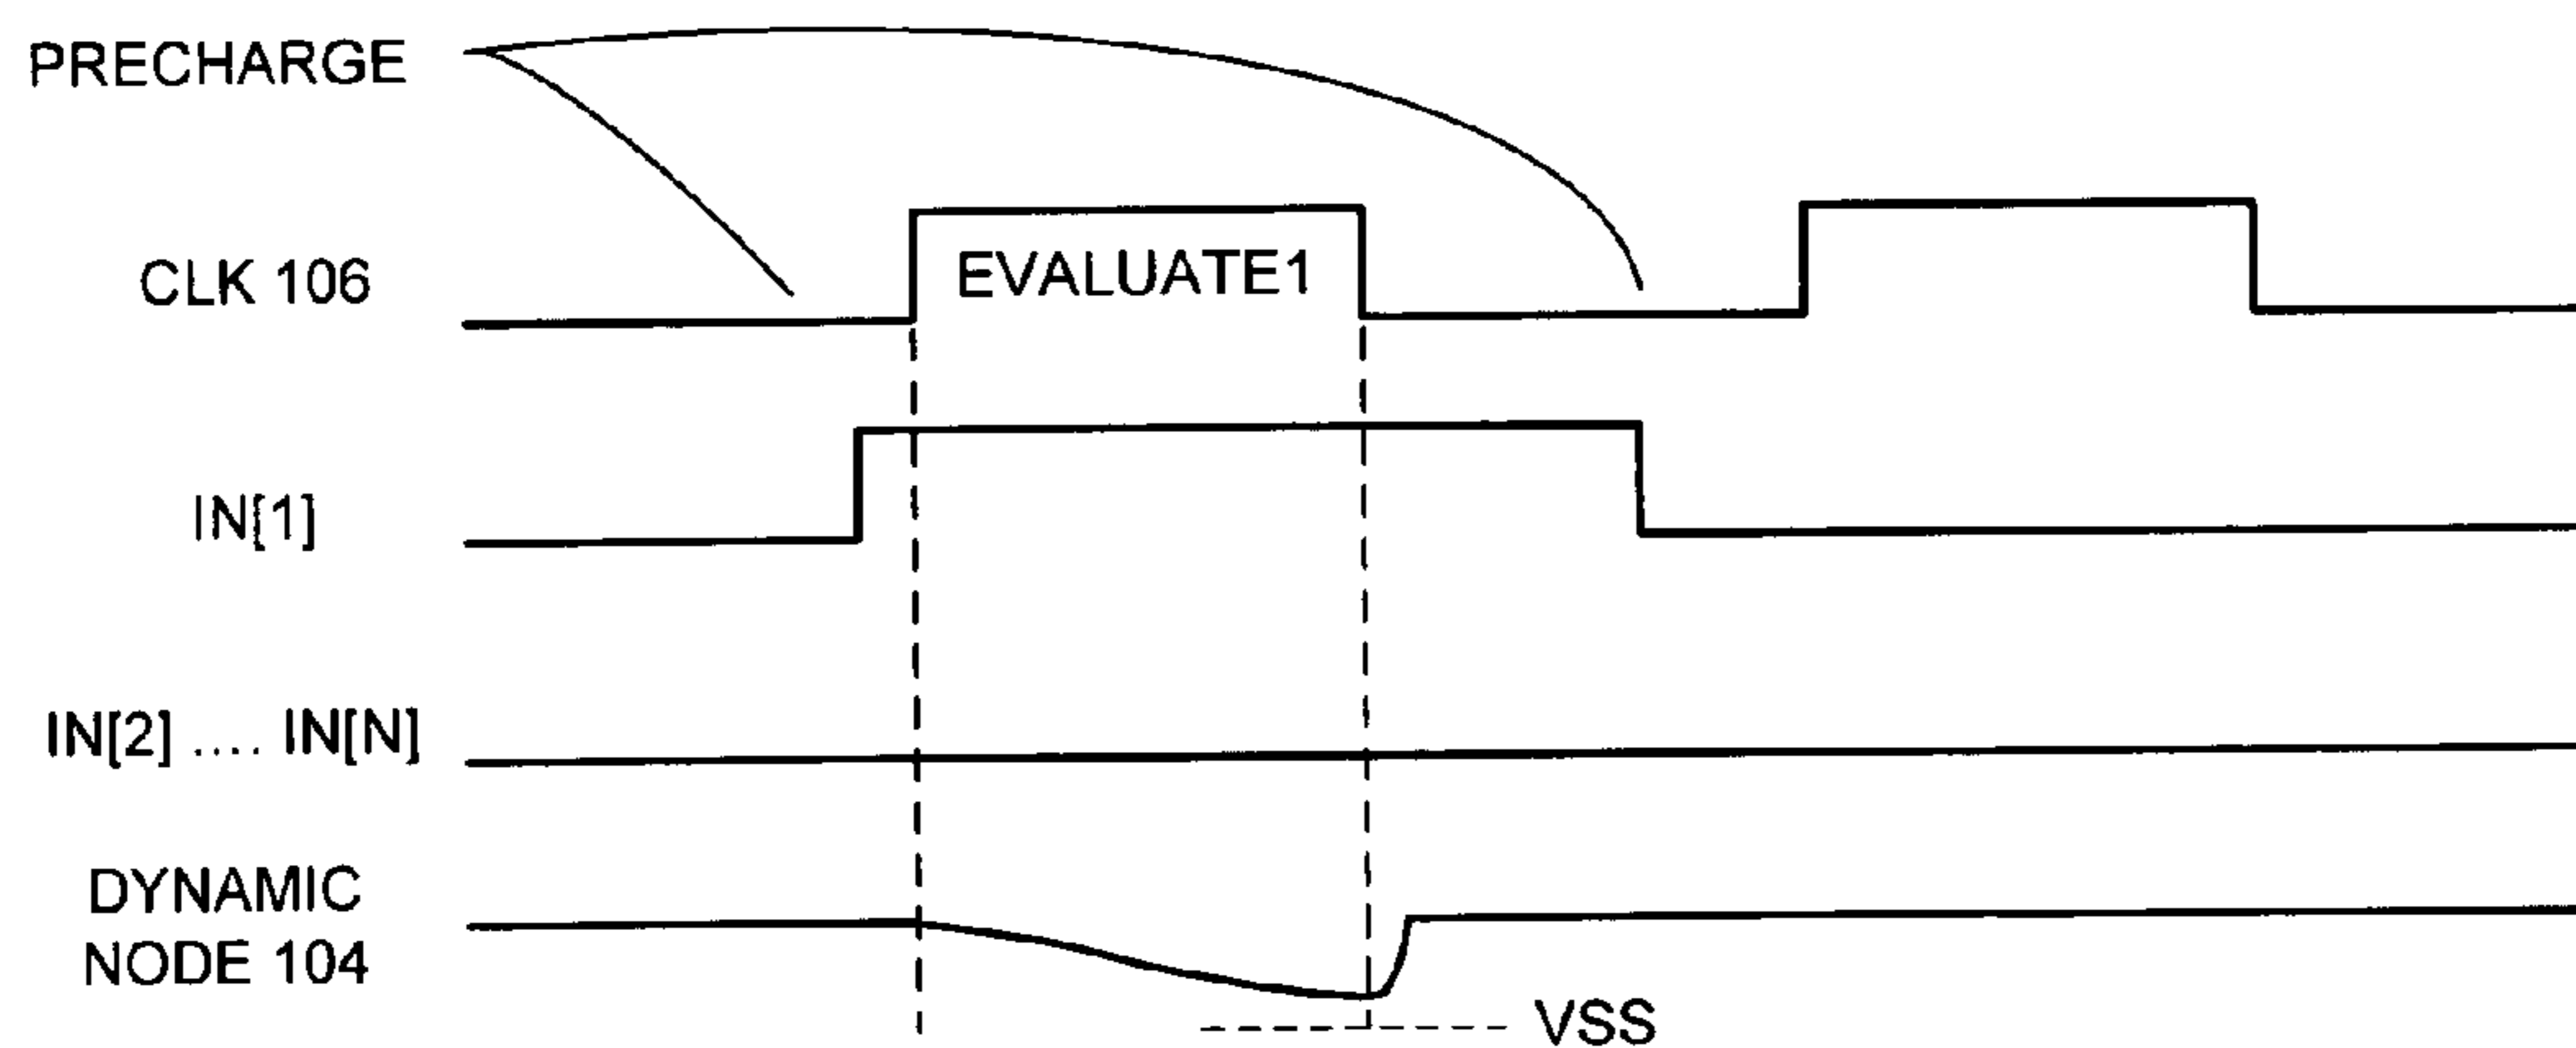 PRECHARGE
CLK 106
EVALUATE1
IN[1]
IN[2] .... IN[N]
DYNAMIC
NODE 104
VSS